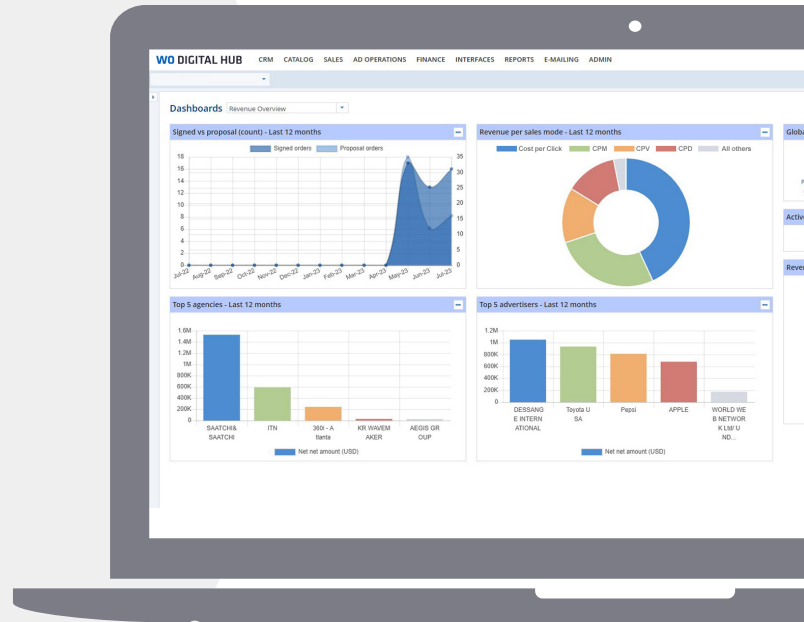 WO DIGITAL HUB CRM CATALOG SALES AD OPERATIONS FINANCE INTERFACES REPORTS E-MAILING ADMIN
Dashboards Revenue Overview
Signed vs proposal (count) - Last 12 months
Signed orders Proposal orders
18
16
14
12
10
8
6
4
2
0
35
30
25
20
15
10
5
0
Jul-22 Aug-22 Sep-22 Oct-22 Nov-22 Dec-22 Jan-23 Feb-23 Mar-23 Apr-23 May-23 Jun-23 Jul-23
Revenue per sales mode - Last 12 months
Cost per Click CPM CPV CPD All others
Globa
P
Active
Reven
Top 5 agencies - Last 12 months
1.6M
1.4M
1.2M
1M
800K
600K
400K
200K
0
SAATCHI& ITN 360i - A KR WAVEM AEGIS GR
SAATCHI tlanta AKER OUP
Net net amount (USD)
Top 5 advertisers - Last 12 months
1.2M
1M
800K
600K
400K
200K
0
DESSANG Toyota U Pepsi APPLE WORLD WE
E INTERN SA B NETWOR
ATIONAL K Ltd/ U
ND...
Net net amount (USD)